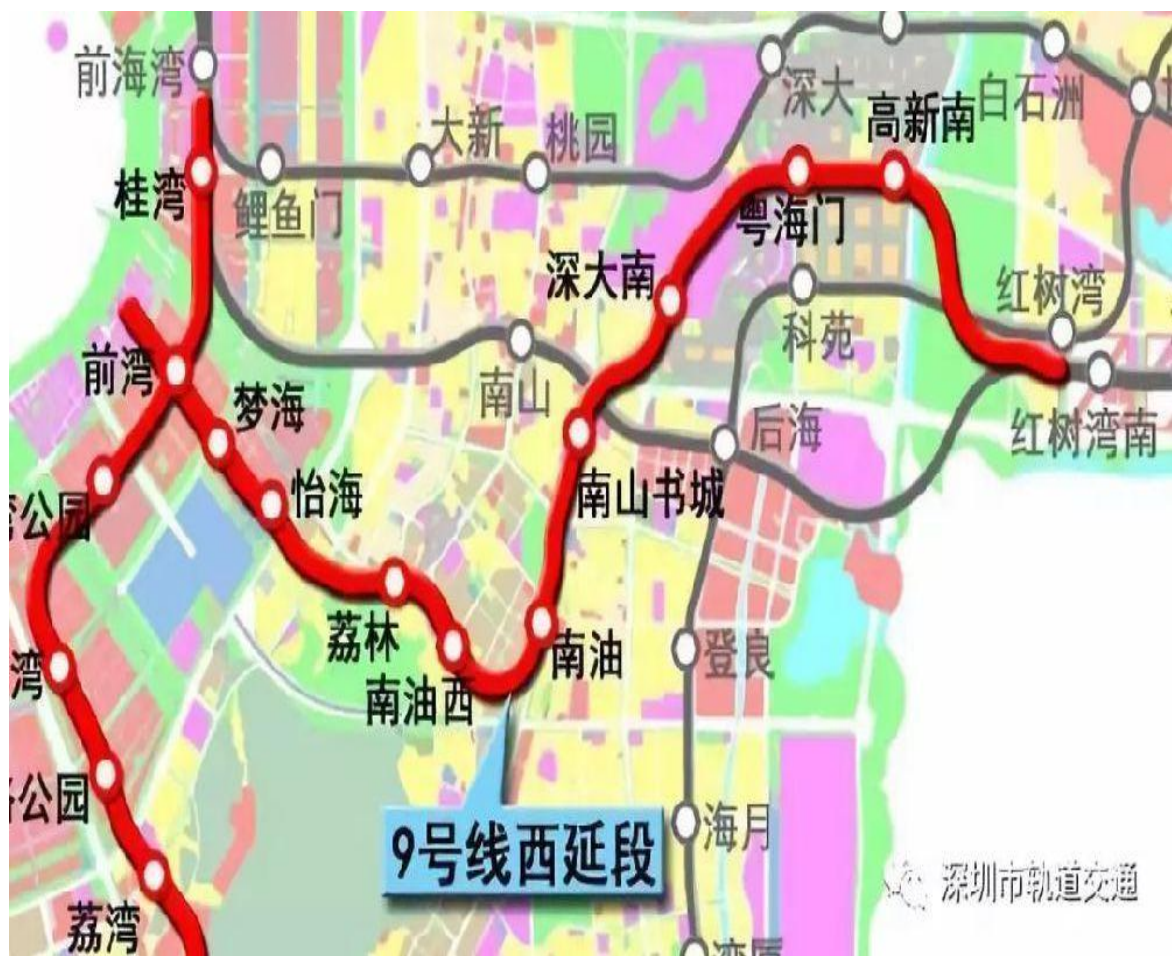 前海湾
深大
白石洲
大新
桃园
高新南
桂湾
鲤鱼门
粤海门
深大南
红树湾
科苑
前湾
梦海
南山
后海
红树湾南
怡海
湾公园
南山书城
荔林
南油
登良
湾
南油西
公园
9号线西延段
海月
深圳市轨道交通
荔湾